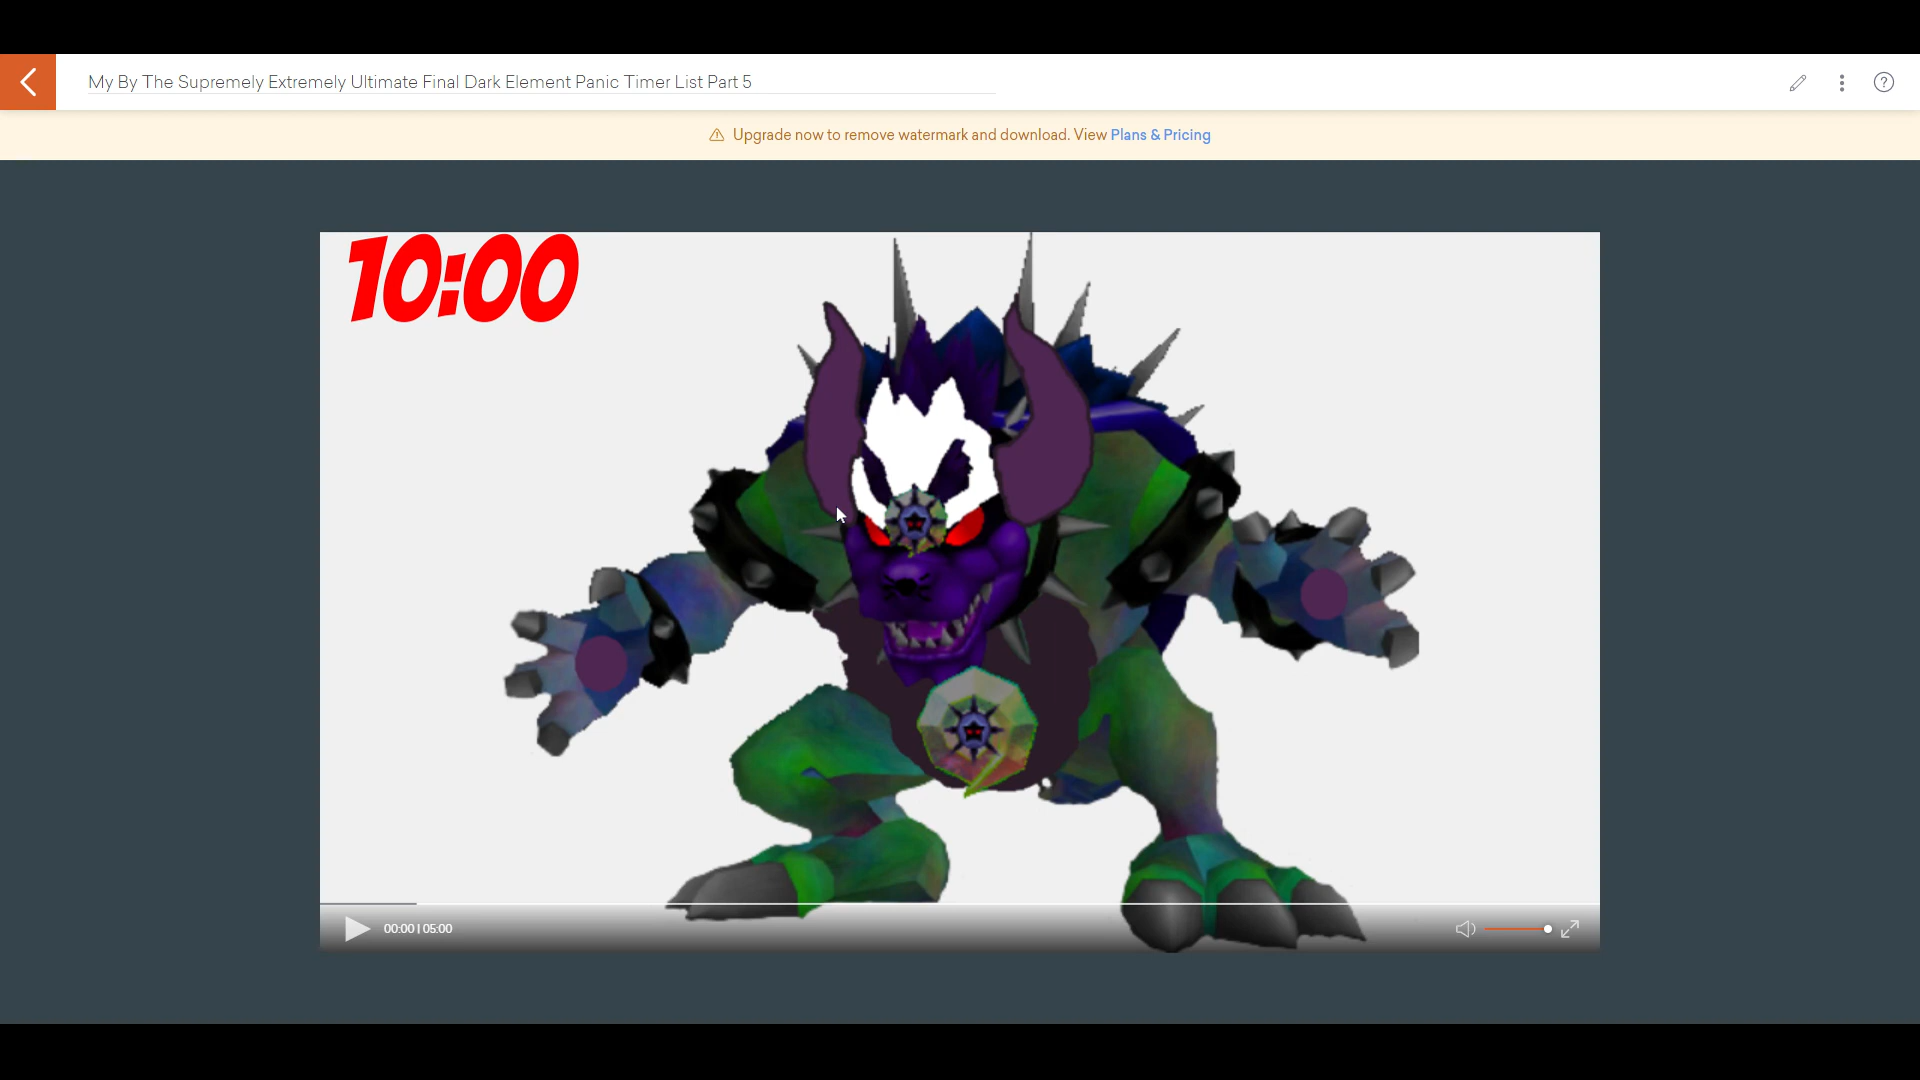 My By The Supremely Extremely Ultimate Final Dark Element Panic Timer List Part 5
Upgrade now to remove watermark and download. View Plans & Pricing
10:00
00:00 | 05:00